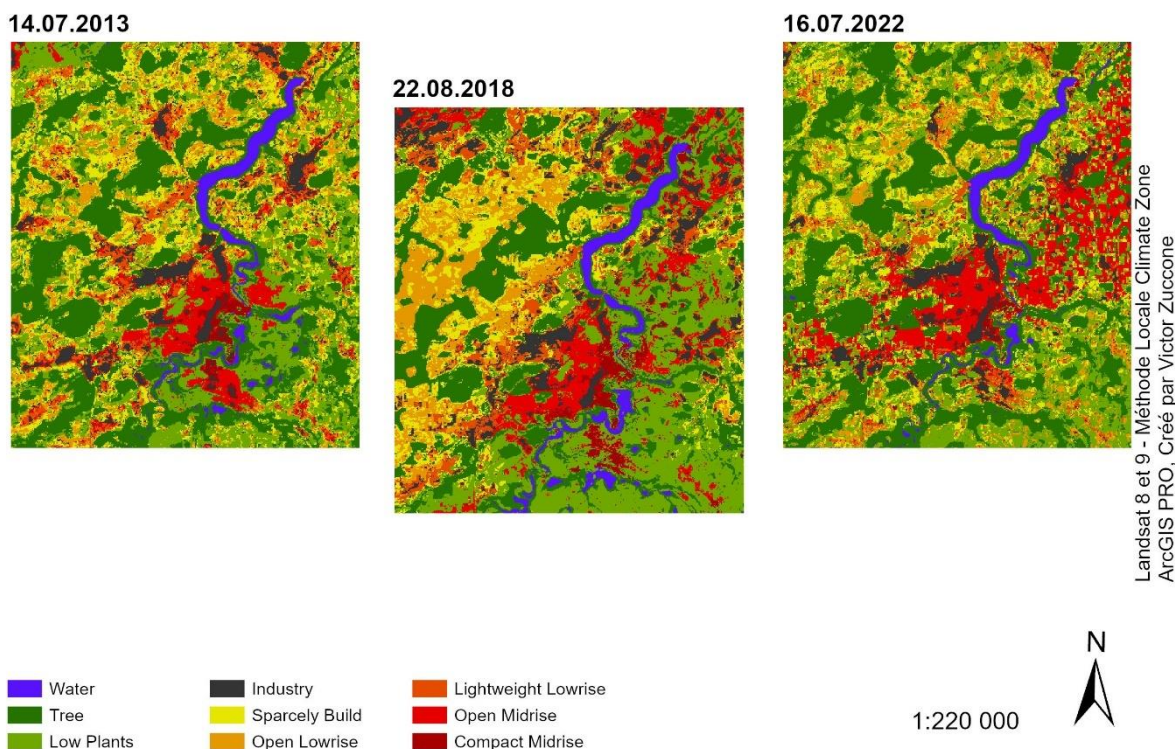 14.07.2013
22.08.2018
16.07.2022
Landsat 8 et 9 - Méthode Locale Climate Zone
ArcGIS PRO, Créé par Victor Zuccone
Water
Tree
Low Plants
Industry
Sparcely Build
Open Lowrise
Lightweight Lowrise
Open Midrise
Compact Midrise
1:220 000
N